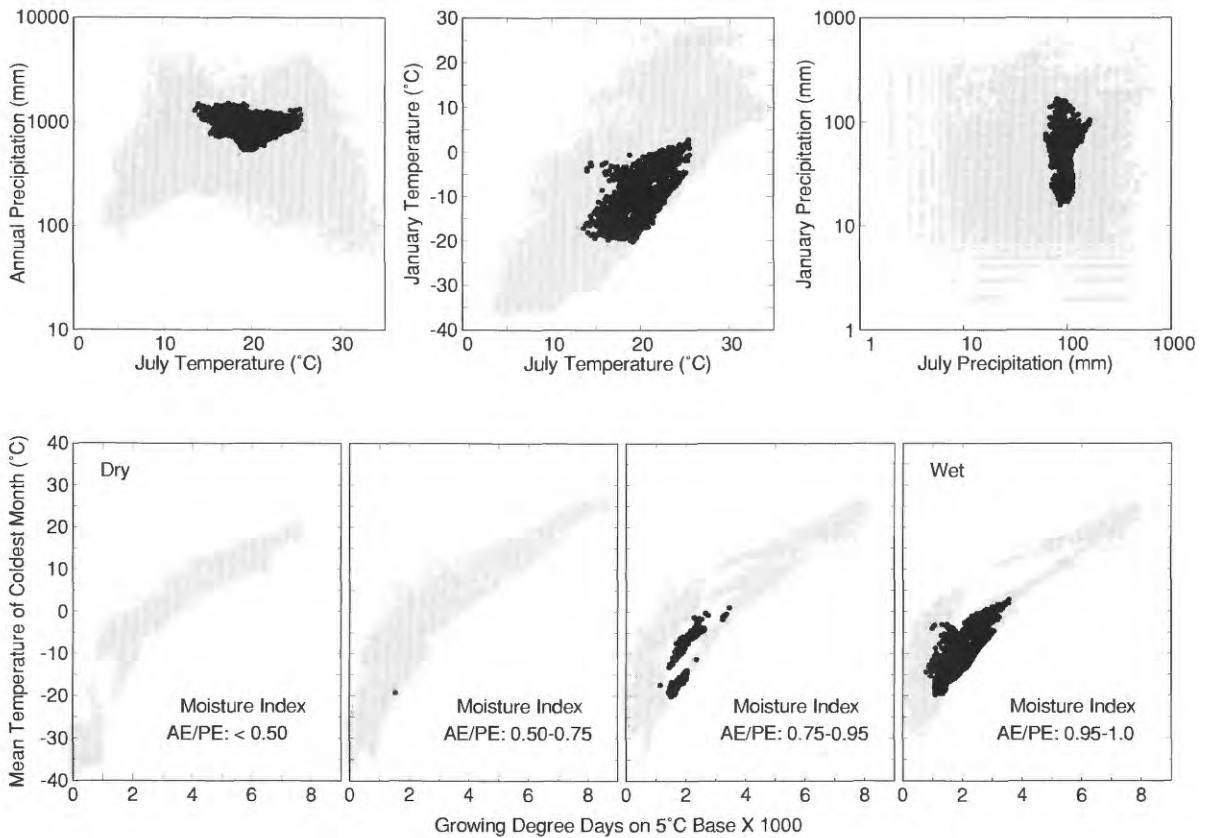 Annual Precipitation (mm)
10000
1000
100
10
0
10
20
30
July Temperature (˚C)
January Temperature (˚C)
30
20
10
0
-10
-20
-30
-40
0
10
20
30
July Temperature (˚C)
January Precipitation (mm)
1000
100
10
1
1
10
100
1000
July Precipitation (mm)
Mean Temperature of Coldest Month (˚C)
40
30
20
10
0
-10
-20
-30
-40
Dry
Moisture Index
AE/PE: < 0.50
0 2 4 6 8
Moisture Index
AE/PE: 0.50-0.75
0 2 4 6 8
Moisture Index
AE/PE: 0.75-0.95
0 2 4 6 8
Wet
Moisture Index
AE/PE: 0.95-1.0
0 2 4 6 8
Growing Degree Days on 5˚C Base X 1000